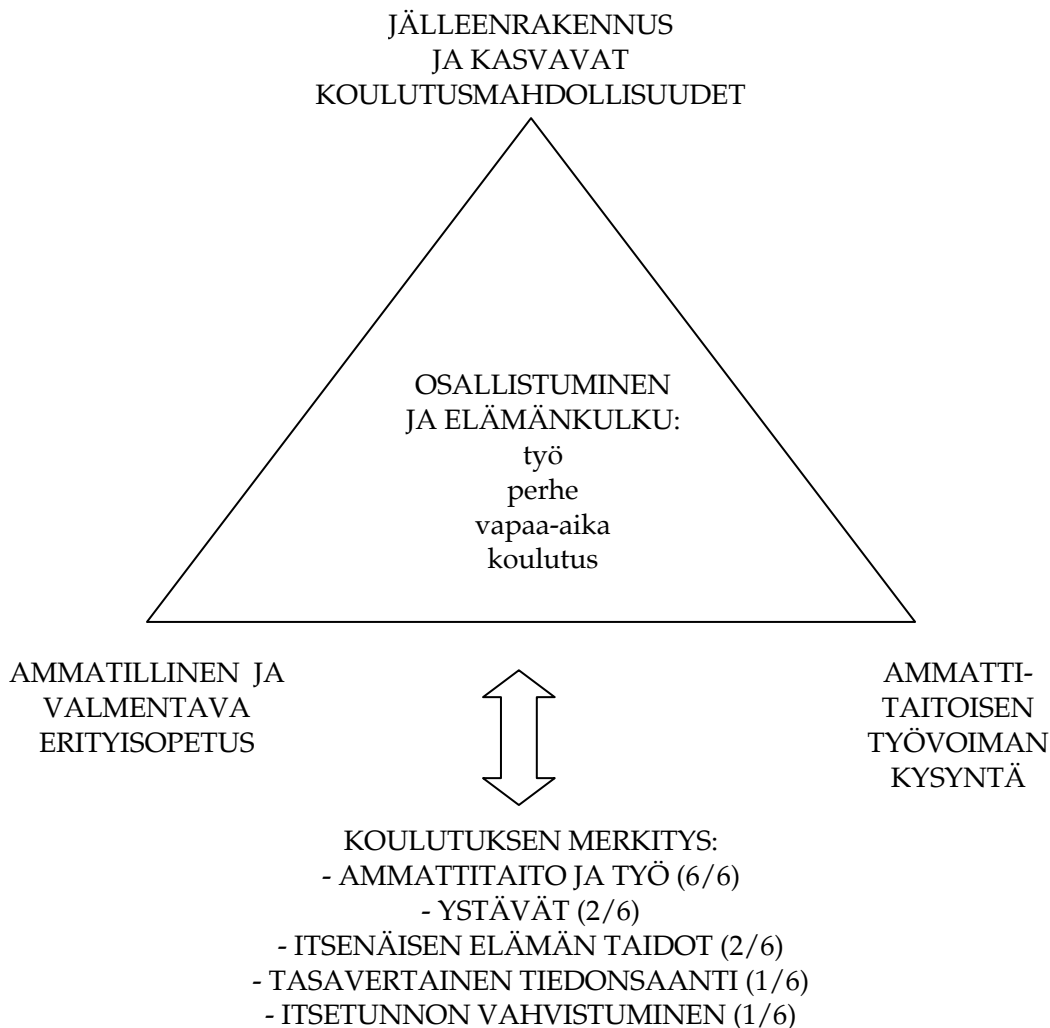 JÄLLEENRAKENNUS
JA KASVAVAT
KOULUTUSMAHDOLLISUUDET
OSALLISTUMINEN
JA ELÄMÄNKULKU:
työ
perhe
vapaa-aika
koulutus
AMMATILLINEN JA
VALMENTAVA
ERITYISOPETUS
AMMATTI-
TAITOISEN
TYÖVOIMAN
KYSYNTÄ
KOULUTUKSEN MERKITYS:
- AMMATTITAITO JA TYÖ (6/6)
- YSTÄVÄT (2/6)
- ITSENÄISEN ELÄMÄN TAIDOT (2/6)
- TASAVERTAINEN TIEDONSAANTI (1/6)
- ITSETUNNON VAHVISTUMINEN (1/6)